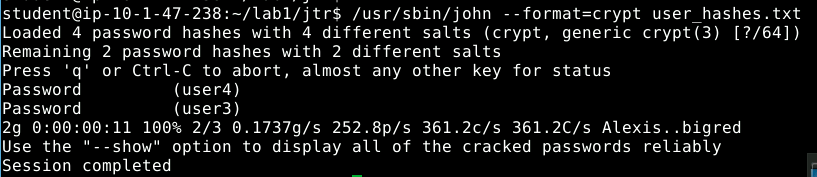 student@ip-10-1-47-238:~/lab1/jtr$ /usr/sbin/john --format=crypt user_hashes.txt
Loaded 4 password hashes with 4 different salts (crypt, generic crypt(3) [?/64])
Remaining 2 password hashes with 2 different salts
Press 'q' or Ctrl-C to abort, almost any other key for status
Password         (user4)
Password         (user3)
2g 0:00:00:11 100% 2/3 0.1737g/s 252.8p/s 361.2c/s 361.2C/s Alexis..bigred
Use the "--show" option to display all of the cracked passwords reliably
Session completed